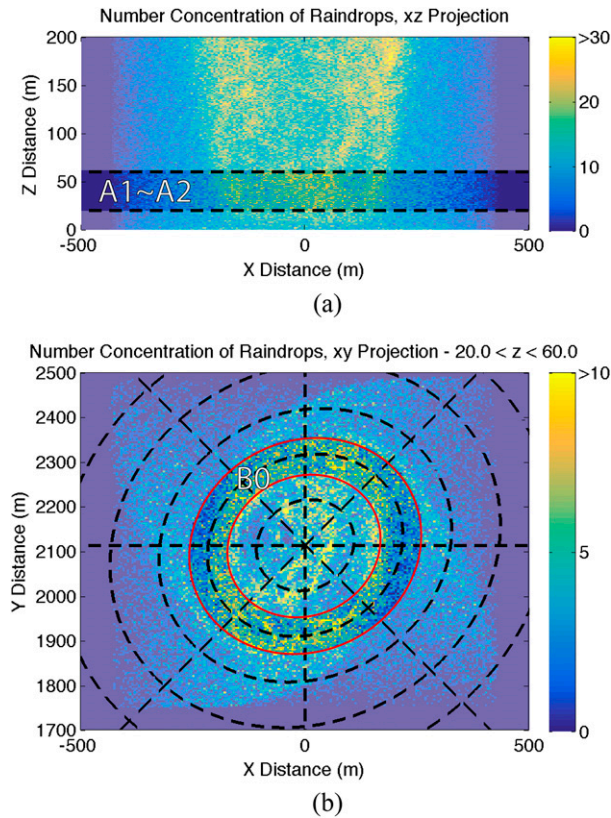 Number Concentration of Raindrops, xz Projection
200
150
100
50
0
Z Distance (m)
A1~A2
-500
0
500
X Distance (m)
>30
20
10
0
(a)
Number Concentration of Raindrops, xy Projection - 20.0 < z < 60.0
2500
2400
2300
2200
2100
2000
1900
1800
1700
Y Distance (m)
B0
-500
0
500
X Distance (m)
>10
5
0
(b)